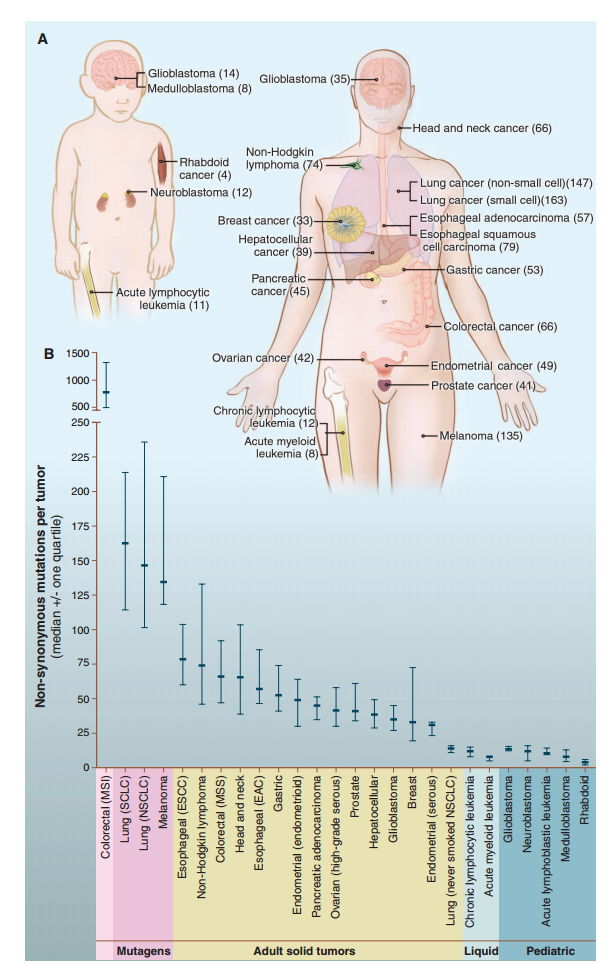 A
Glioblastoma (14)
Medulloblastoma (8)
Rhabdoid
cancer (4)
Neuroblastoma (12)
Acute lymphocytic
leukemia (11)
Glioblastoma (35)
Head and neck cancer (66)
Non-Hodgkin
lymphoma (74)
Lung cancer (non-small cell)(147)
Lung cancer (small cell)(163)
Breast cancer (33)
Esophageal adenocarcinoma (57)
Esophageal squamous
cell carcinoma (79)
Hepatocellular
cancer (39)
Gastric cancer (53)
Pancreatic
cancer (45)
Colorectal cancer (66)
Ovarian cancer (42)
Endometrial cancer (49)
Prostate cancer (41)
Chronic lymphocytic
leukemia (12)
Acute myeloid
leukemia (8)
Melanoma (135)
B
1500
1000
500
250
225
200
175
150
125
100
75
50
25
0
Non-synonymous mutations per tumor
(median +/- one quartile)
Colorectal (MSI)
Lung (SCLC)
Lung (NSCLC)
Melanoma
Esophageal (ESCC)
Non-Hodgkin lymphoma
Colorectal (MSS)
Head and neck
Esophageal (EAC)
Gastric
Endometrial (endometrioid)
Pancreatic adenocarcinoma
Ovarian (high-grade serous)
Prostate
Hepatocellular
Glioblastoma
Breast
Endometrial (serous)
Lung (never smoked NSCLC)
Chronic lymphocytic leukemia
Acute myeloid leukemia
Glioblastoma
Neuroblastoma
Acute lymphoblastic leukemia
Medulloblastoma
Rhabdoid
Mutagens
Adult solid tumors
Liquid
Pediatric